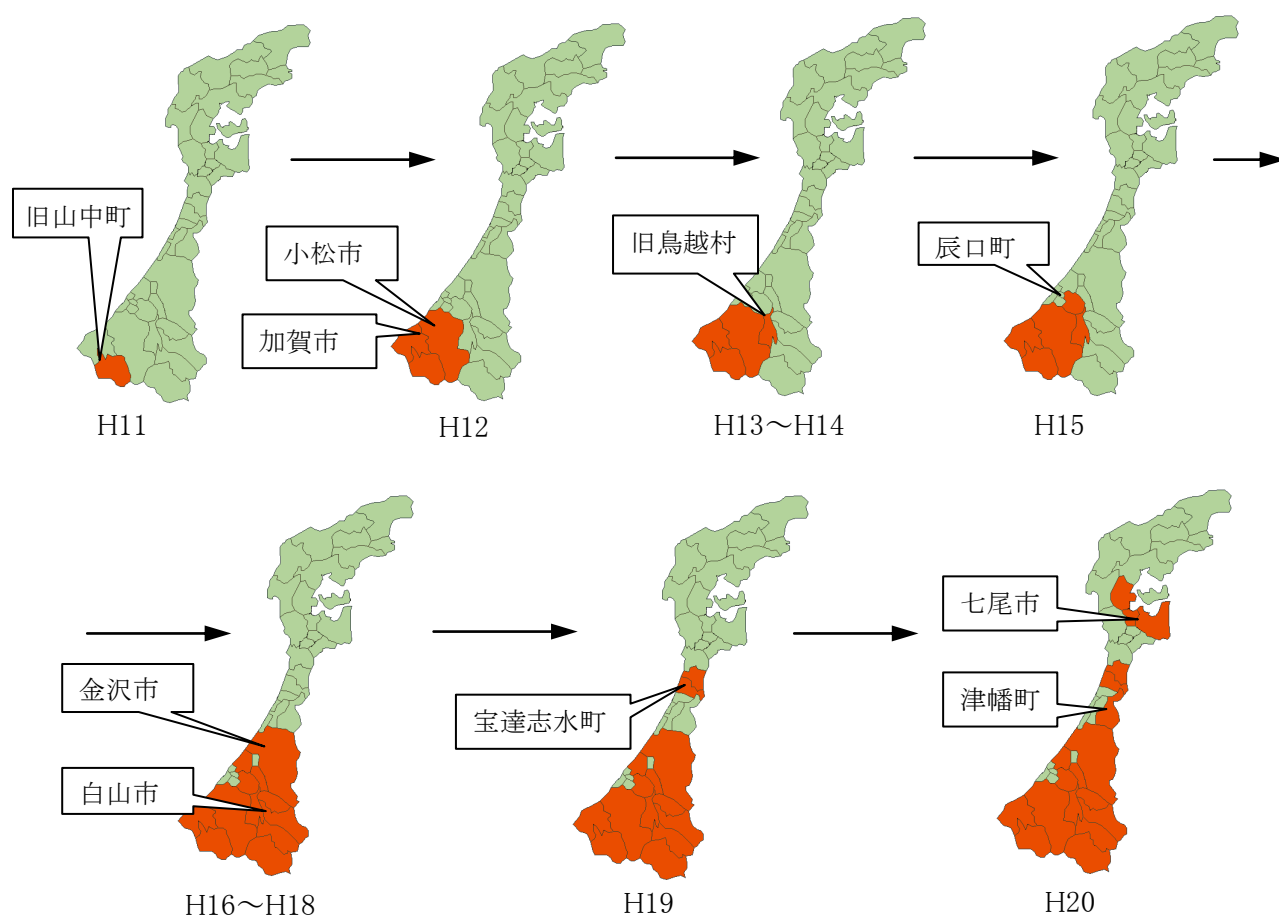 旧山中町
H11
小松市
加賀市
H12
旧鳥越村
H13～H14
辰口町
H15
金沢市
白山市
H16～H18
宝達志水町
H19
七尾市
津幡町
H20